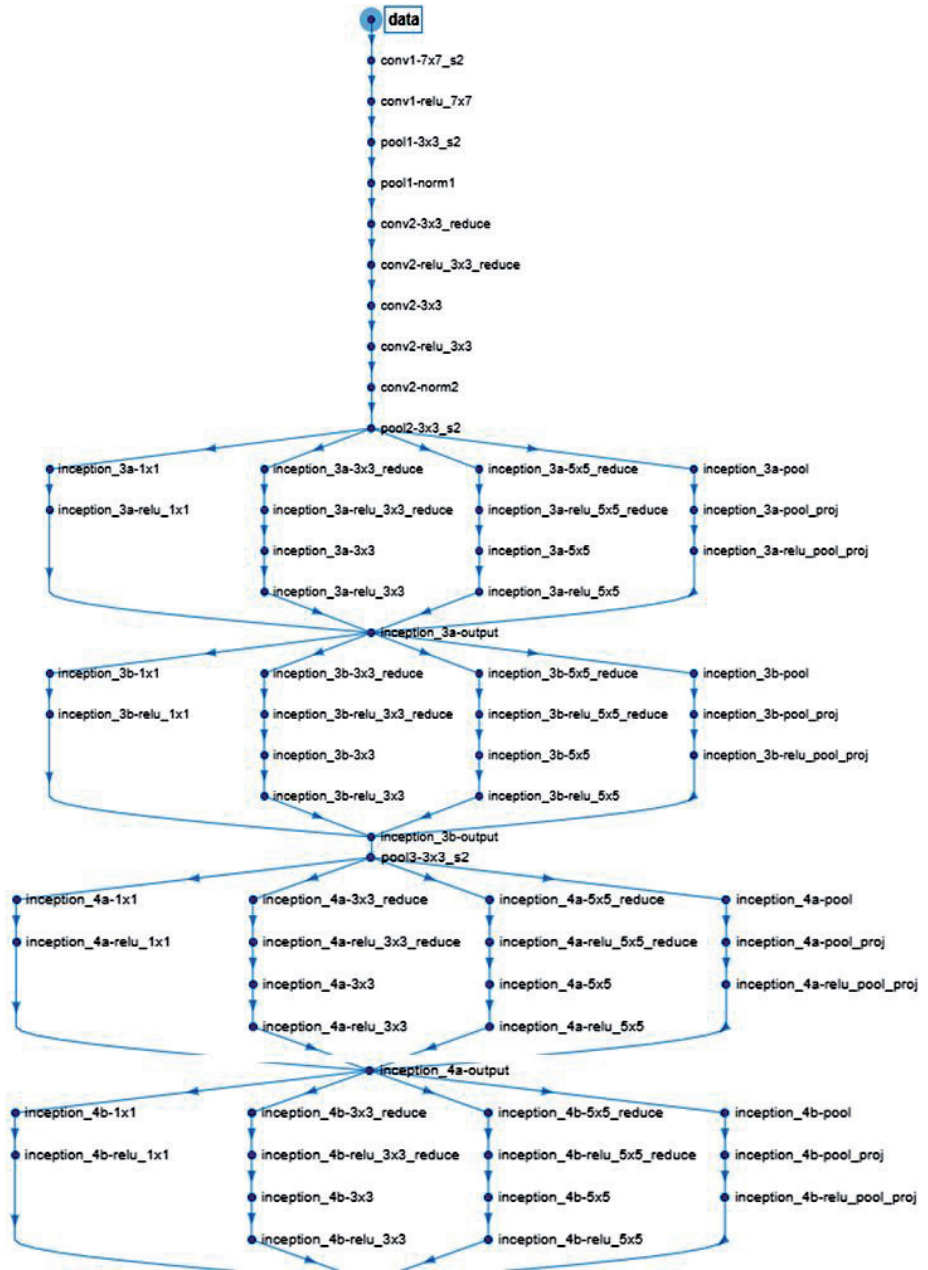 data
conv1-7x7_s2
conv1-relu_7x7
pool1-3x3_s2
pool1-norm1
conv2-3x3_reduce
conv2-relu_3x3_reduce
conv2-3x3
conv2-relu_3x3
conv2-norm2
pool2-3x3_s2
inception_3a-1x1 inception_3a-3x3_reduce inception_3a-5x5_reduce inception_3a-pool
inception_3a-relu_1x1 inception_3a-relu_3x3_reduce inception_3a-relu_5x5_reduce inception_3a-pool_proj
inception_3a-3x3 inception_3a-5x5 inception_3a-relu_pool_proj
inception_3a-relu_3x3 inception_3a-relu_5x5
inception_3a-output
inception_3b-1x1 inception_3b-3x3_reduce inception_3b-5x5_reduce inception_3b-pool
inception_3b-relu_1x1 inception_3b-relu_3x3_reduce inception_3b-relu_5x5_reduce inception_3b-pool_proj
inception_3b-3x3 inception_3b-5x5 inception_3b-relu_pool_proj
inception_3b-relu_3x3 inception_3b-relu_5x5
inception_3b-output
pool3-3x3_s2
inception_4a-1x1 inception_4a-3x3_reduce inception_4a-5x5_reduce inception_4a-pool
inception_4a-relu_1x1 inception_4a-relu_3x3_reduce inception_4a-relu_5x5_reduce inception_4a-pool_proj
inception_4a-3x3 inception_4a-5x5 inception_4a-relu_pool_proj
inception_4a-relu_3x3 inception_4a-relu_5x5
inception_4a-output
inception_4b-1x1 inception_4b-3x3_reduce inception_4b-5x5_reduce inception_4b-pool
inception_4b-relu_1x1 inception_4b-relu_3x3_reduce inception_4b-relu_5x5_reduce inception_4b-pool_proj
inception_4b-3x3 inception_4b-5x5 inception_4b-relu_pool_proj
inception_4b-relu_3x3 inception_4b-relu_5x5